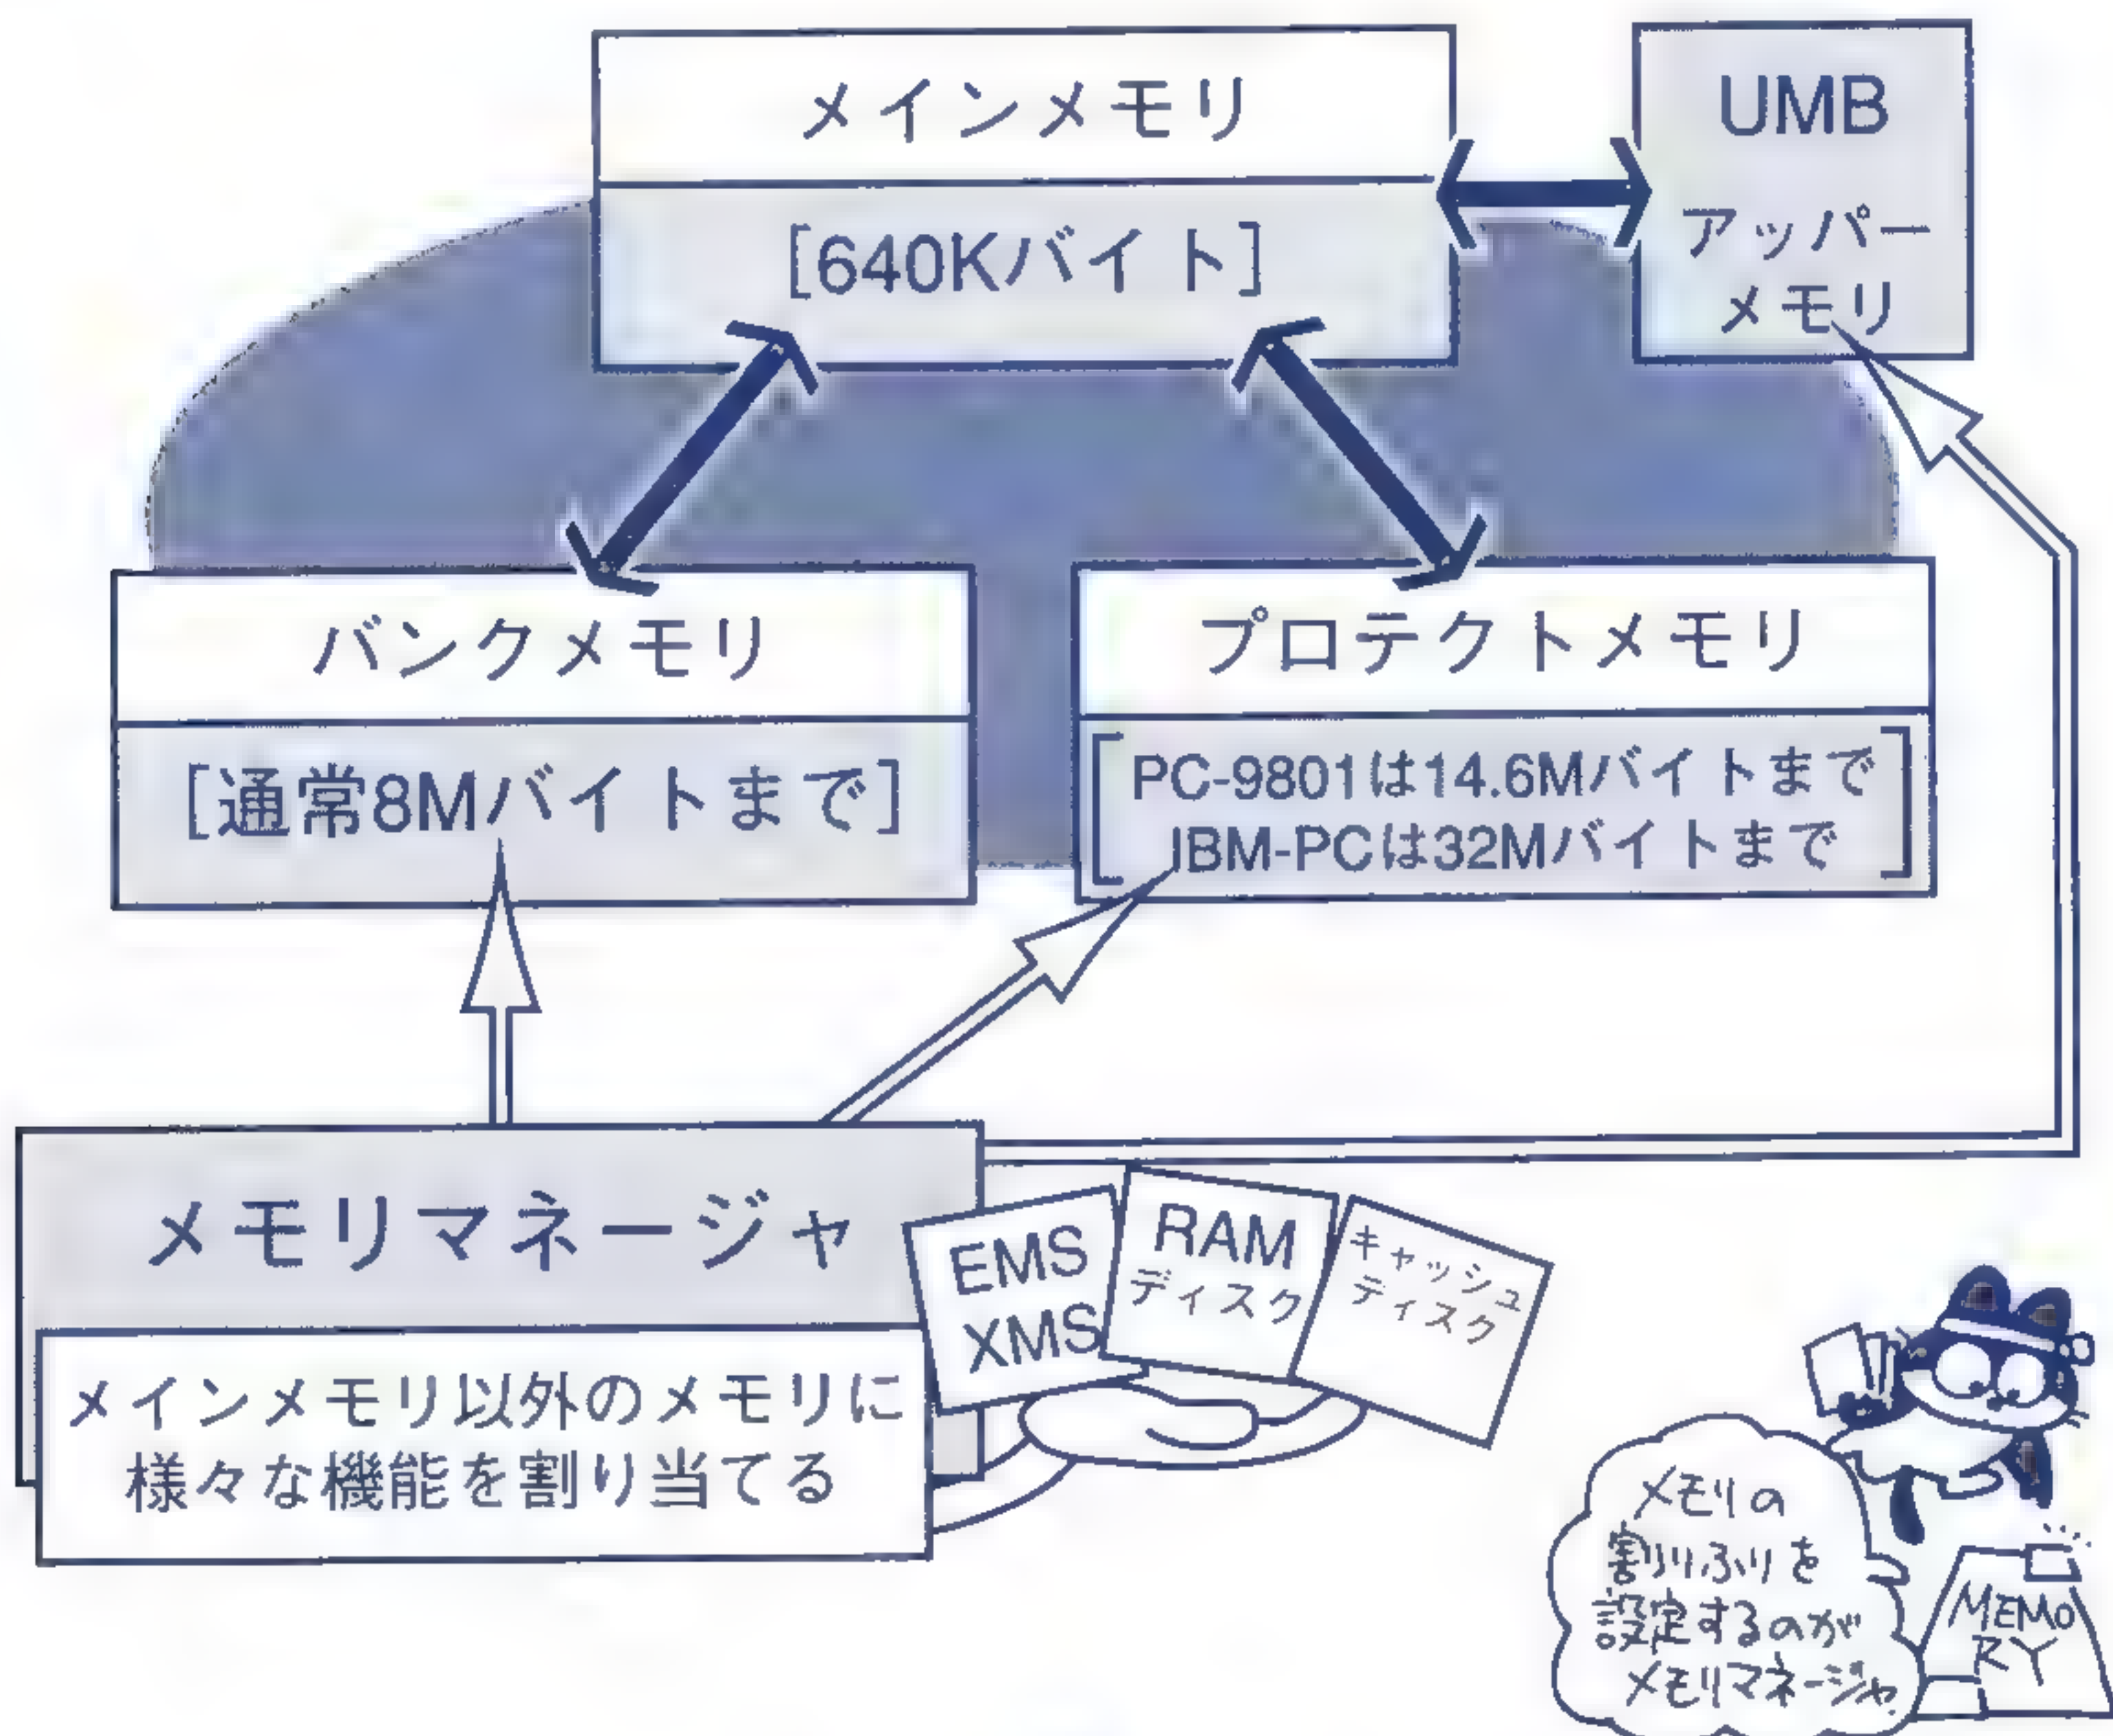 メインメモリ
[640Kバイト]
UMB
アッパー
メモリ
バンクメモリ
[通常8Mバイトまで]
プロテクトメモリ
[PC-9801は14.6Mバイトまで
IBM-PCは32Mバイトまで]
メモリマネージャ
メインメモリ以外のメモリに
様々な機能を割り当てる
EMS
XMS
RAM
ディスク
キャッシュ
ディスク
メモリの
割りふりを
設定するのが
メモリマネージャ
MEMO
RY